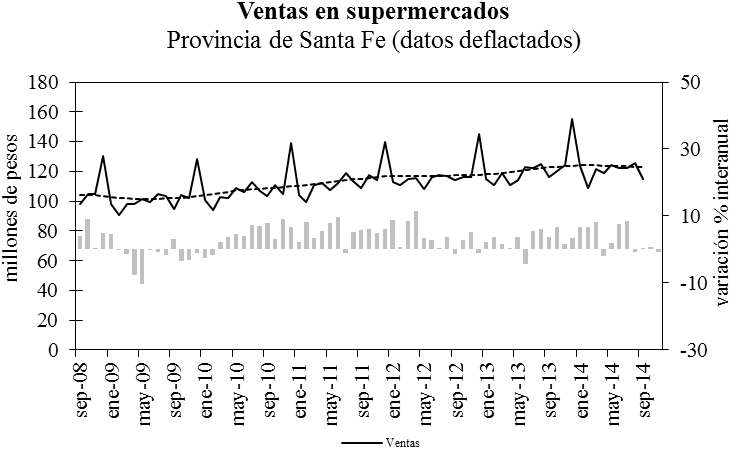 Ventas en supermercados
Provincia de Santa Fe (datos deflactados)
millones de pesos
180
160
140
120
100
80
60
40
20
0
50
30
10
-10
-30
variación % interanual
sep-08
ene-09
may-09
sep-09
ene-10
may-10
sep-10
ene-11
may-11
sep-11
ene-12
may-12
sep-12
ene-13
may-13
sep-13
ene-14
may-14
sep-14
Ventas